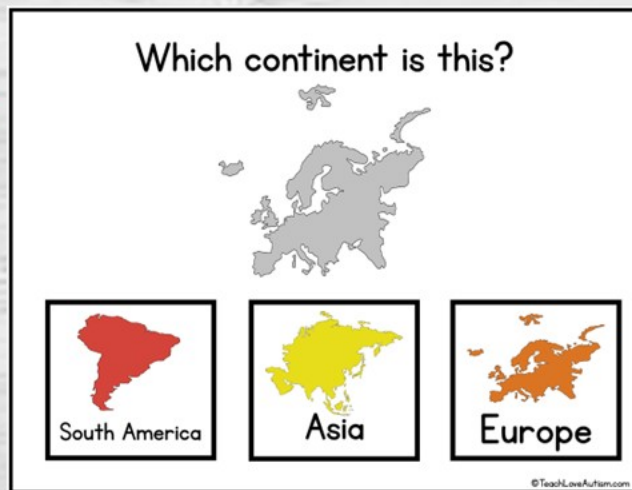 Which continent is this?
South America
Asia
Europe
©TeachLoveAutism.com